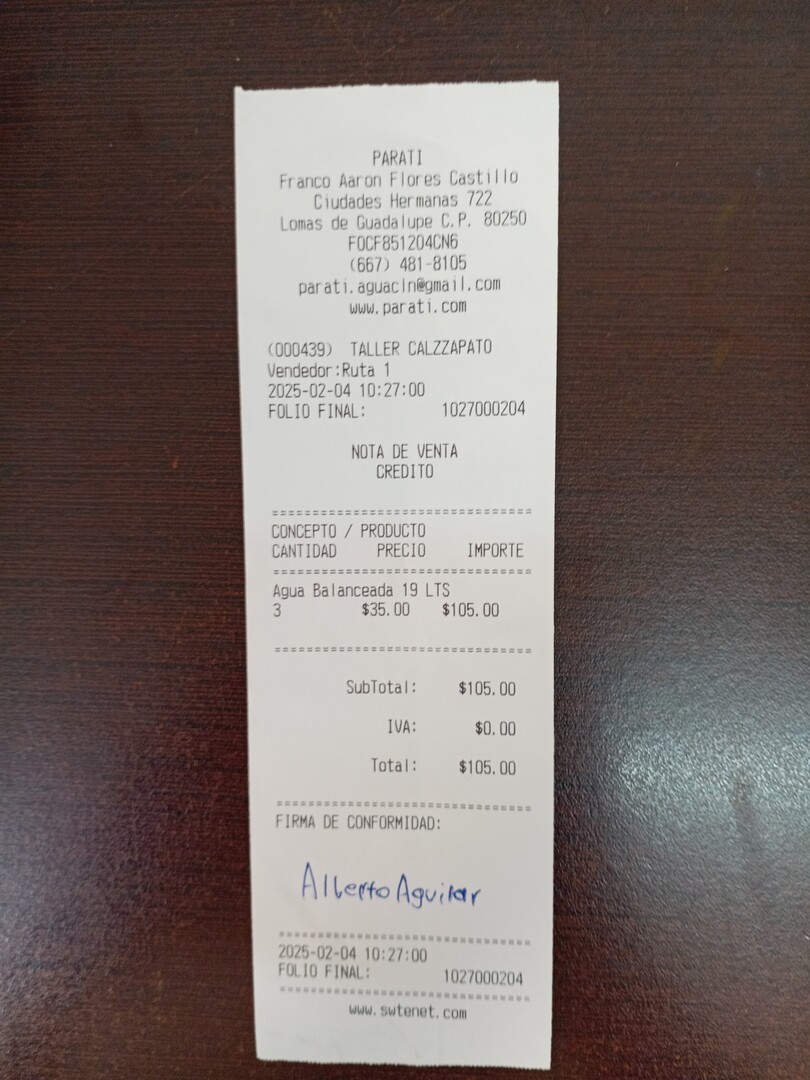 PARATI
Franco Aaron Flores Castillo
Ciudades Hermanas 722
Lomas de Guadalupe C.P. 80250
FOCF851204CN6
(667) 481-8105
parati.aguacln@gmail.com
www.parati.com
(000439) TALLER CALZZAPATO
Vendedor:Ruta 1
2025-02-04 10:27:00
FOLIO FINAL: 1027000204
NOTA DE VENTA
CREDITO
================================
CONCEPTO / PRODUCTO
CANTIDAD PRECIO IMPORTE
================================
Agua Balanceada 19 LTS
3 $35.00 $105.00
================================
SubTotal: $105.00
IVA: $0.00
Total: $105.00
================================
FIRMA DE CONFORMIDAD:
Alberto Aguilar
================================
2025-02-04 10:27:00
FOLIO FINAL: 1027000204
================================
www.swtenet.com